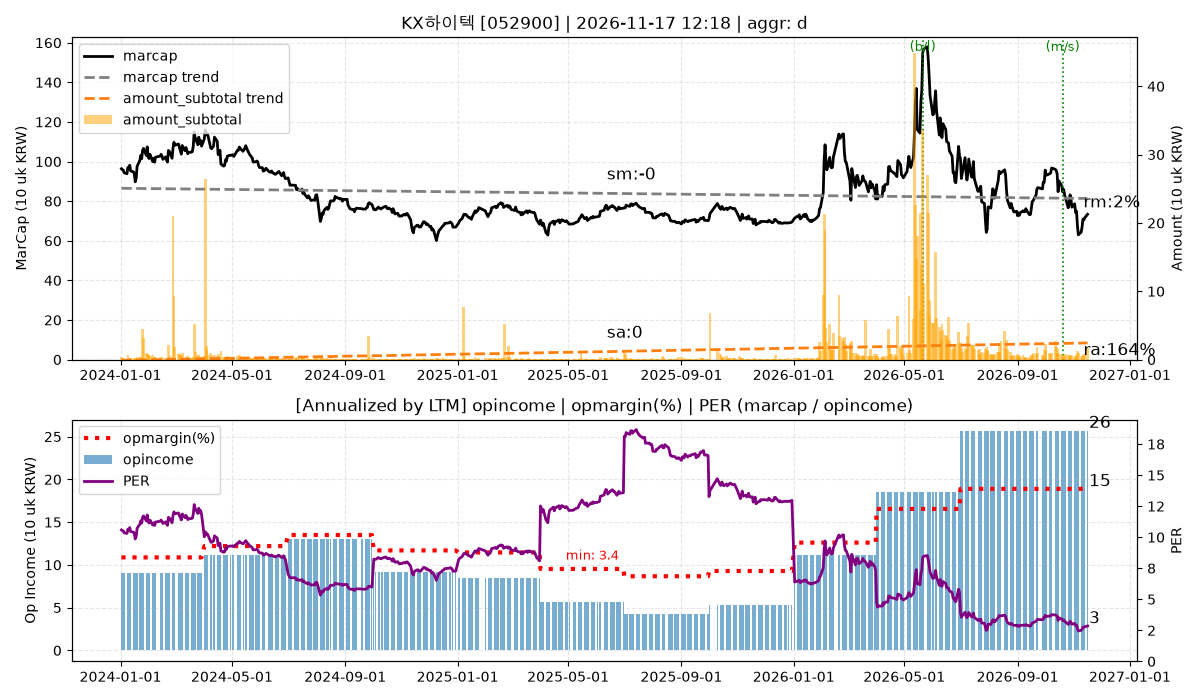 KX하이텍 [052900] | 2026-11-17 12:18 | aggr: d
marcap
marcap trend
amount_subtotal trend
amount_subtotal
MarCap (10 uk KRW)
160
140
120
100
80
60
40
20
0
Amount (10 uk KRW)
40
30
20
10
0
(m/s)
sm:-0
rm:2%
sa:0
ra:164%
2024-01-01 2024-05-01 2024-09-01 2025-01-01 2025-05-01 2025-09-01 2026-01-01 2026-05-01 2026-09-01 2027-01-01
[Annualized by LTM] opincome | opmargin(%) | PER (marcap / opincome)
opmargin(%)
opincome
PER
Op Income (10 uk KRW)
25
20
15
10
5
0
PER
18
15
12
10
8
5
2
0
26
15
min: 3.4
3
2024-01-01 2024-05-01 2024-09-01 2025-01-01 2025-05-01 2025-09-01 2026-01-01 2026-05-01 2026-09-01 2027-01-01